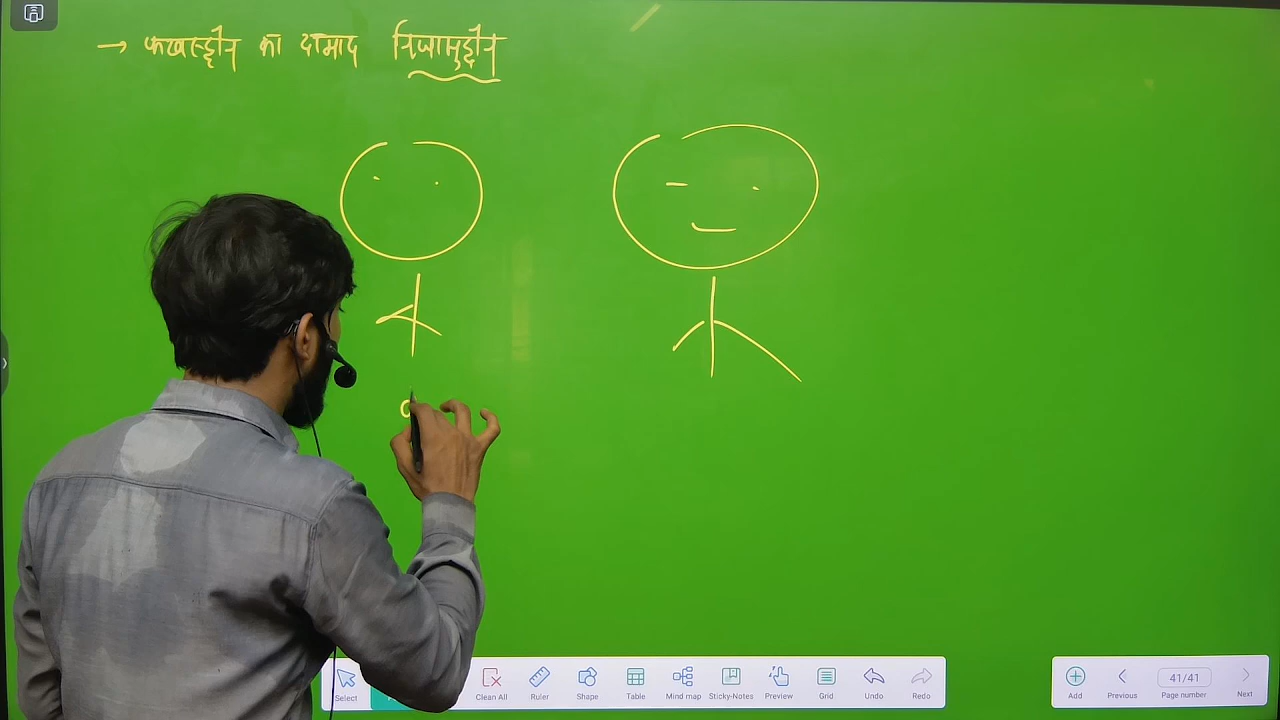 → फखरुद्दीन का दामाद निजामुद्दीन
Select
Clean All
Ruler
Shape
Table
Mind map
Sticky-Notes
Preview
Grid
Undo
Redo
Add
Previous
41/41
Page number
Next